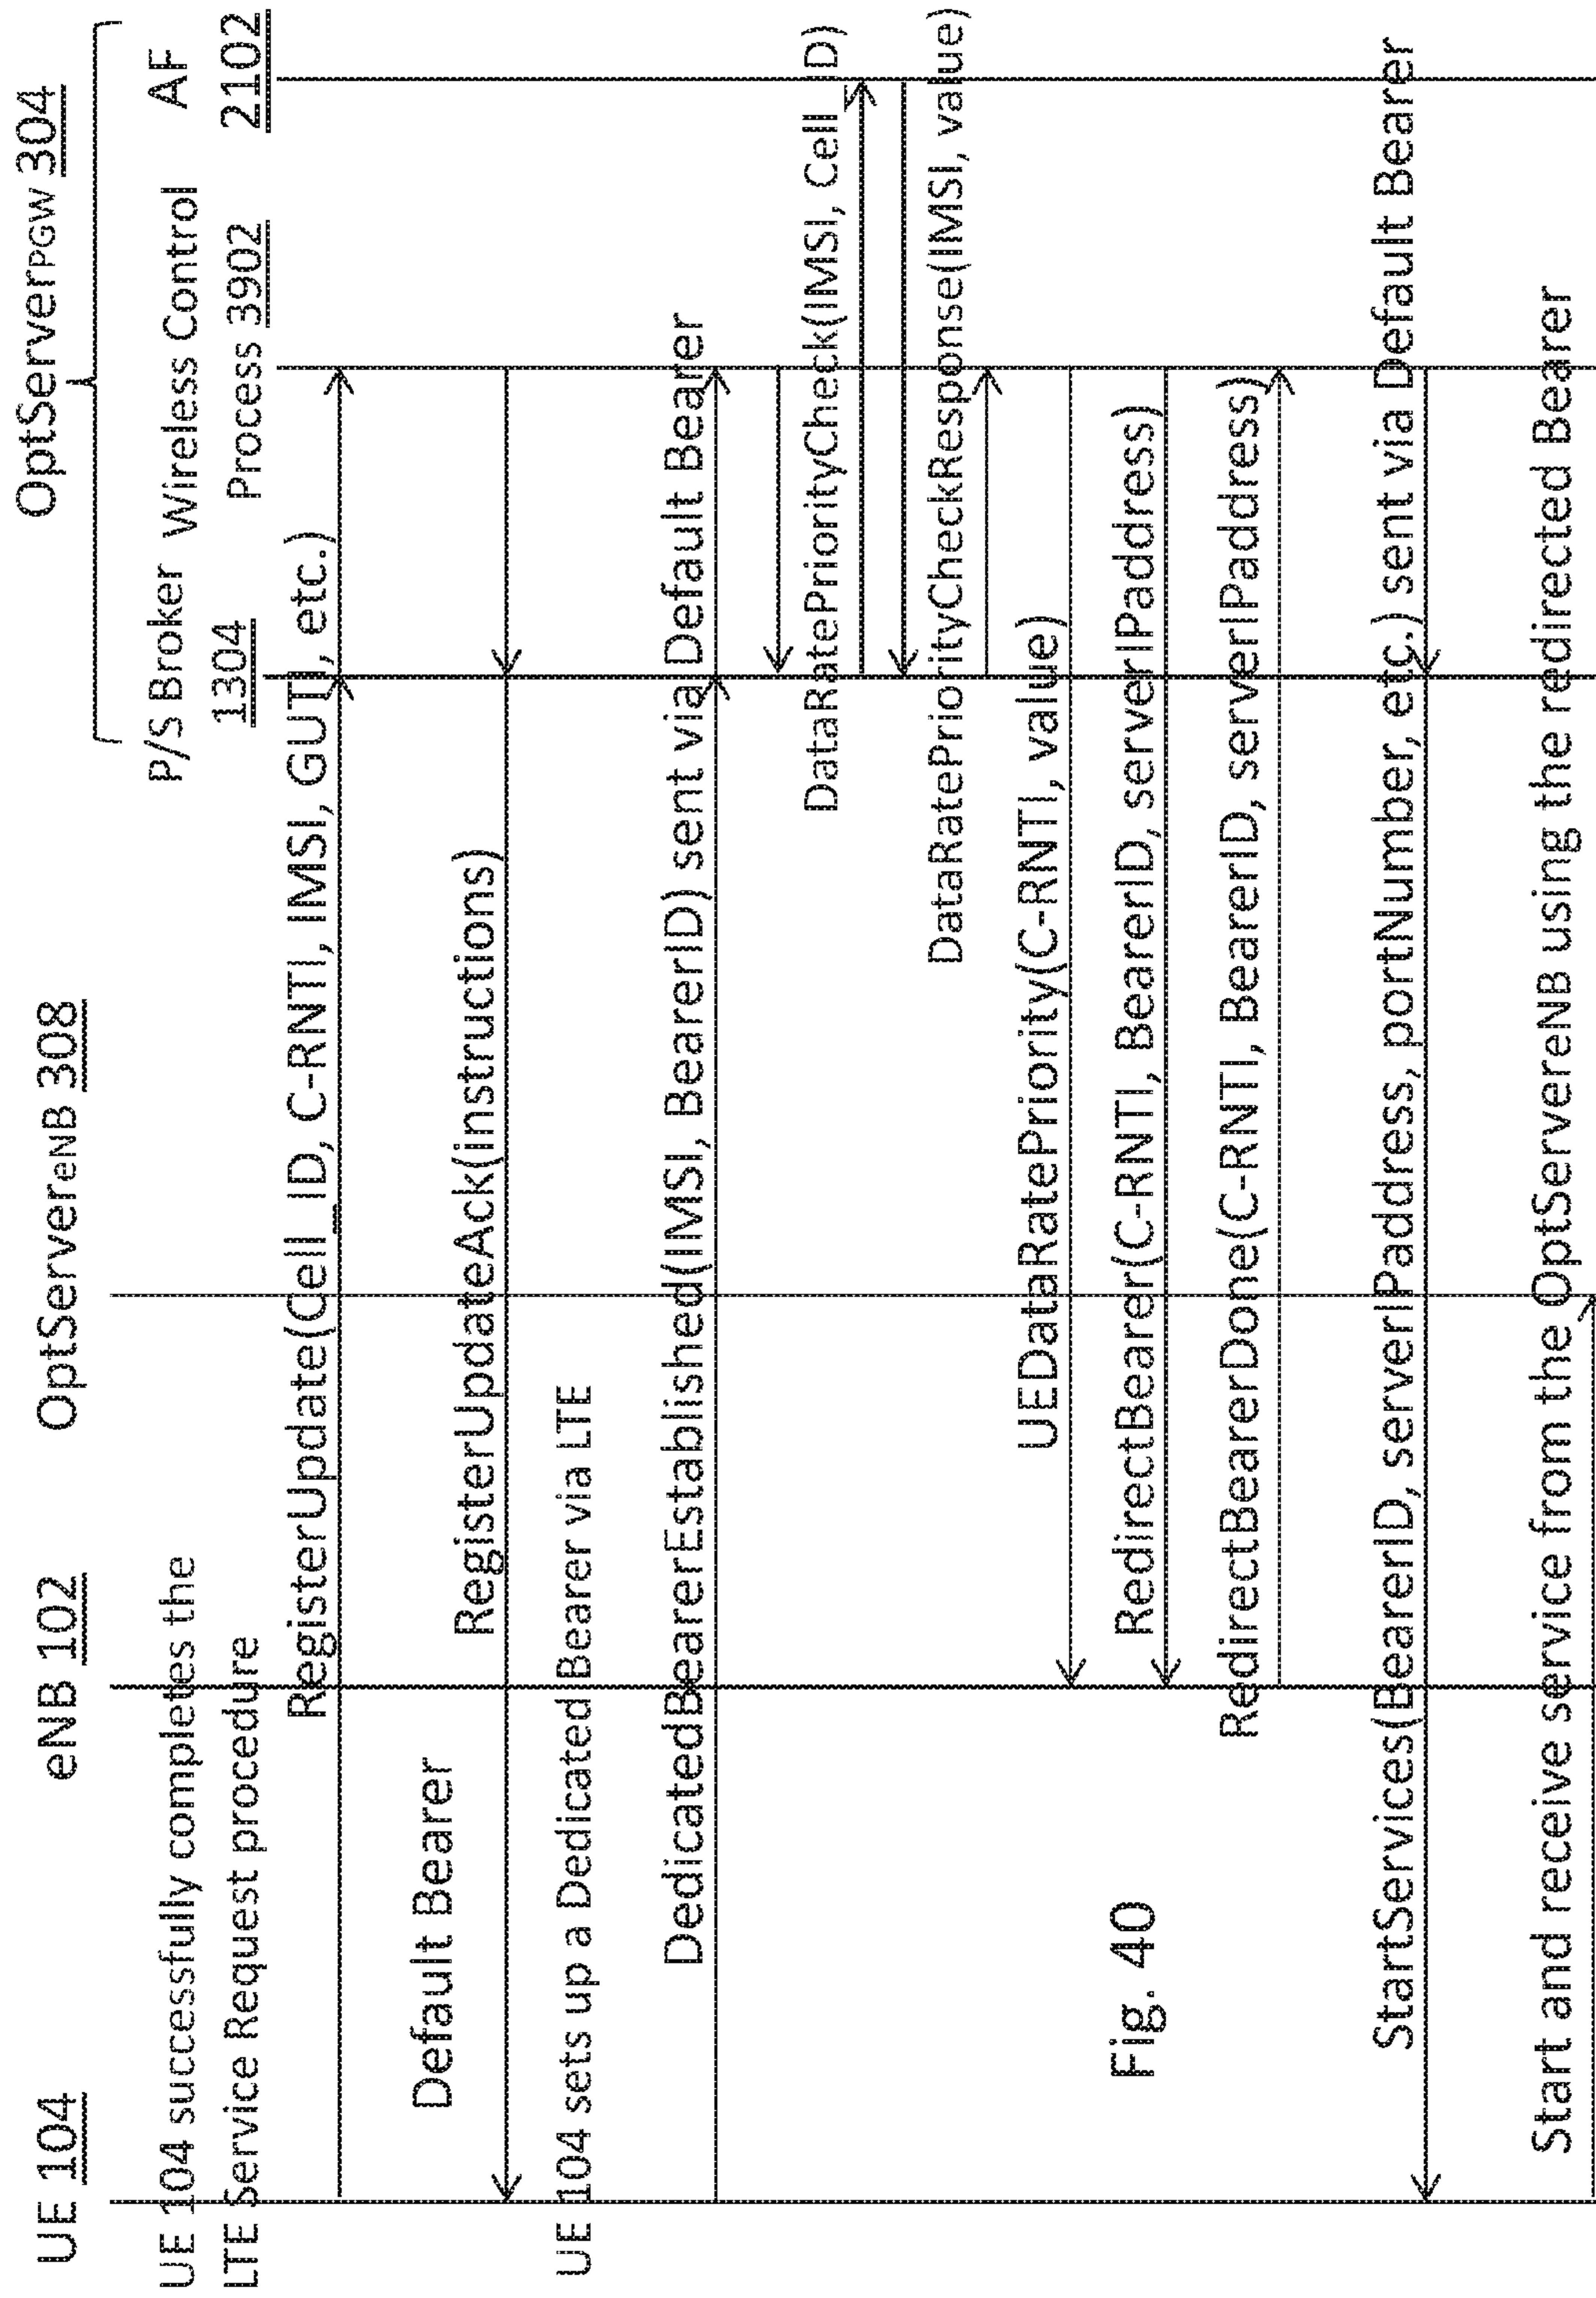 OptServerPGW 304
UE 104
eNB 102
OptServereNB 308
P/S Broker
1304
Wireless Control
Process 3902
AF
2102
UE 104 successfully completes the
LTE Service Request procedure
RegisterUpdate(Cell_ID, C-RNTI, IMSI, GUTI, etc.)
Default Bearer
RegisterUpdateAck(instructions)
UE 104 sets up a Dedicated Bearer via LTE
DedicatedBearerEstablished(IMSI, BearerID) sent via Default Bearer
DataRatePriorityCheck(IMSI, Cell_ID)
DataRatePriorityCheckResponse(IMSI, value)
UEDataRatePriority(C-RNTI, value)
RedirectBearer(C-RNTI, BearerID, serverIPaddress)
RedirectBearerDone(C-RNTI, BearerID, serverIPaddress)
StartServices(BearerID, serverIPaddress, portNumber, etc.) sent via Default Bearer
Start and receive service from the OptServereNB using the redirected Bearer
Fig. 40